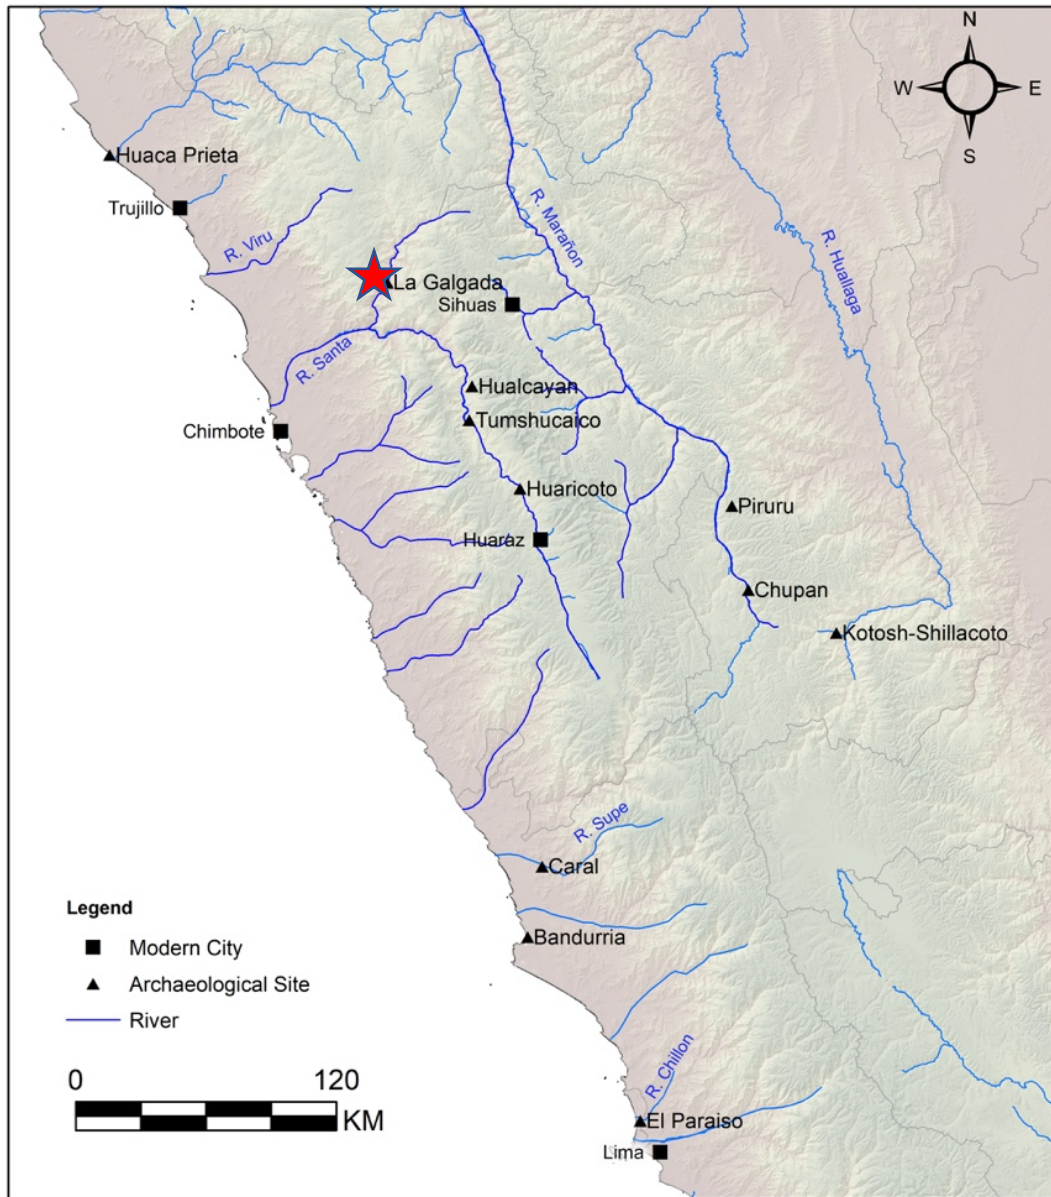 N
W
E
S
Huaca Prieta
Trujillo
R. Viru
R. Marañon
R. Huallaga
La Galgada
Sihuas
R. Santa
Hualcayan
Chimbote
Tumshucaico
Huaricoto
Piruru
Huaraz
Chupan
Kotosh-Shillacoto
R. Supe
Caral
Legend
Bandurria
Modern City
Archaeological Site
River
R. Chillon
0
120
KM
El Paraiso
Lima